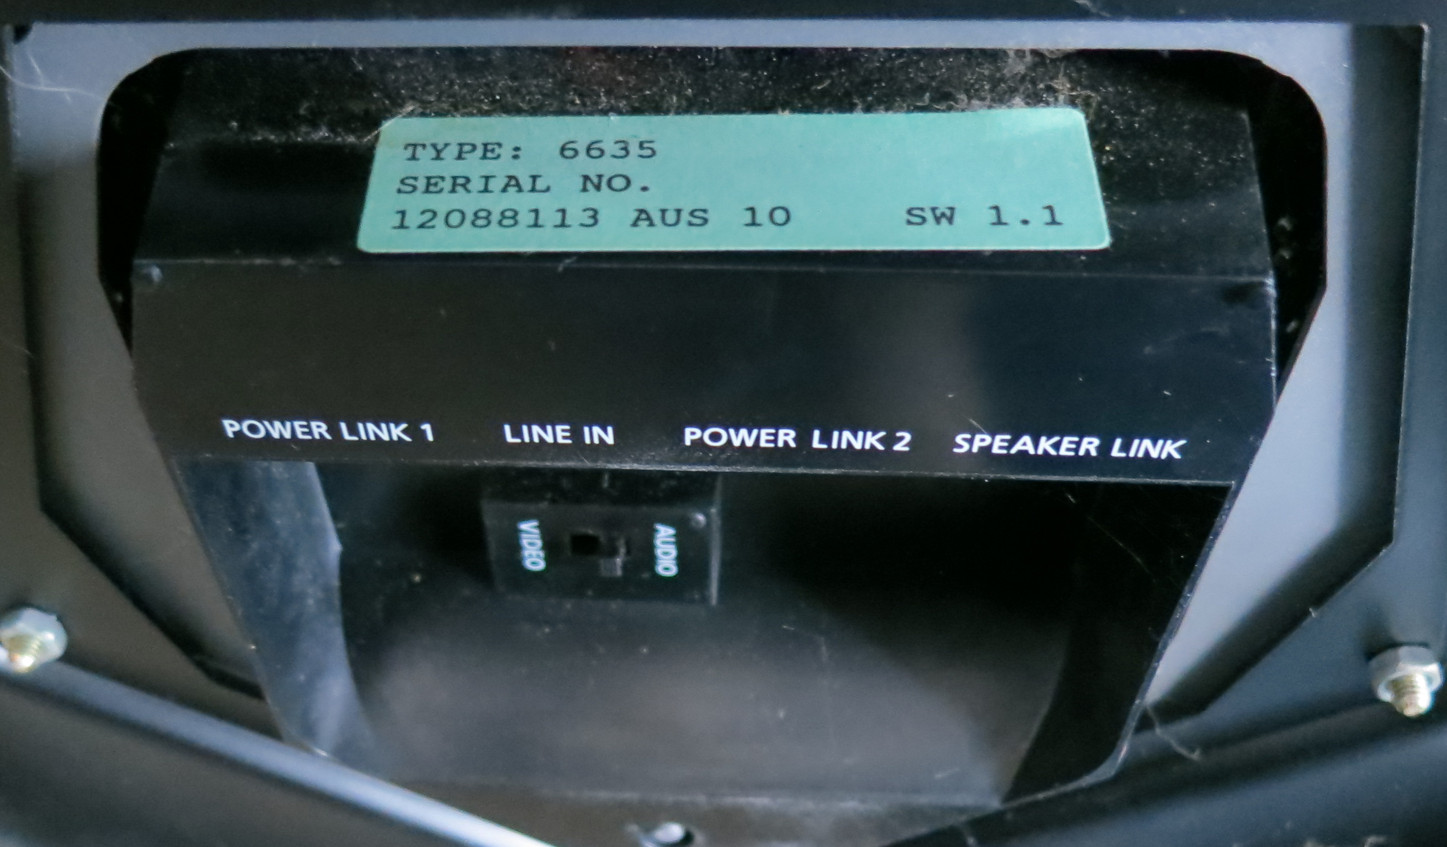 TYPE: 6635
SERIAL NO.
12088113 AUS 10 SW 1.1
POWER LINK 1 LINE IN POWER LINK 2 SPEAKER LINK
VIDEO AUDIO